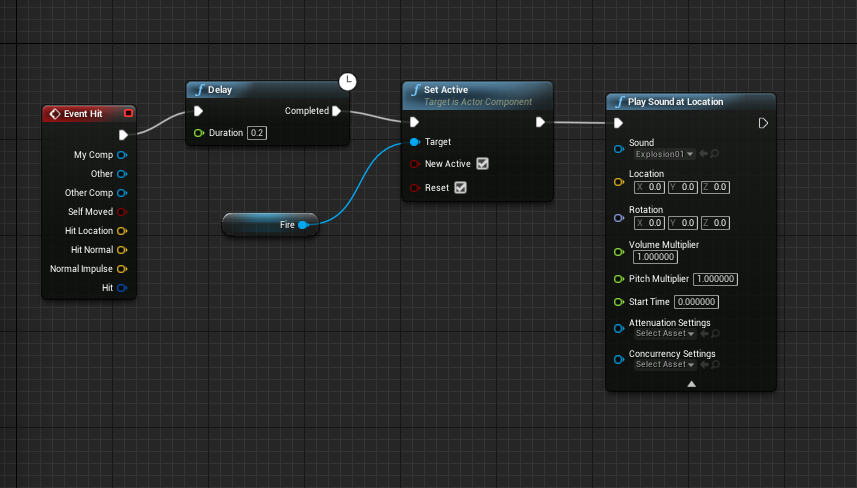 Event Hit
My Comp
Other
Other Comp
Self Moved
Hit Location
Hit Normal
Normal Impulse
Hit
f Delay
Completed
Duration 0.2
Fire
f Set Active
Target is Actor Component
Target
New Active
Reset
f Play Sound at Location
Sound
Explosion01
Location
X 0.0 Y 0.0 Z 0.0
Rotation
X 0.0 Y 0.0 Z 0.0
Volume Multiplier
1.000000
Pitch Multiplier 1.000000
Start Time 0.000000
Attenuation Settings
Select Asset
Concurrency Settings
Select Asset